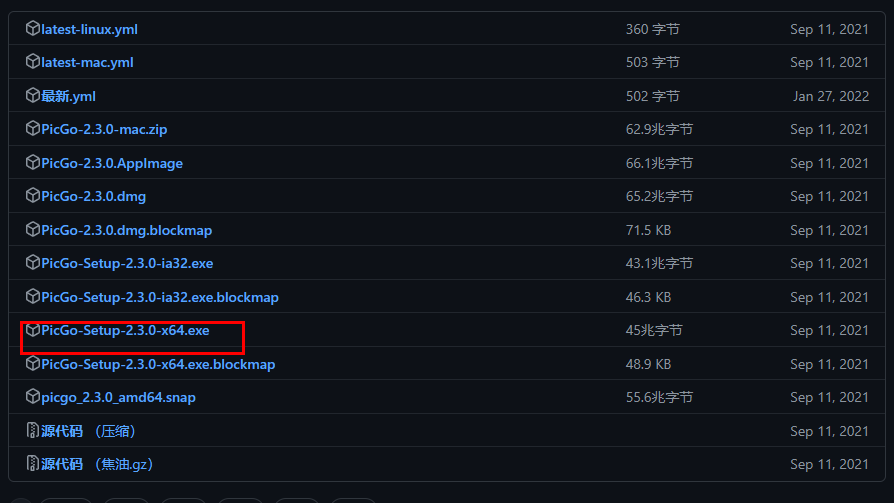 latest-linux.yml 360 字节 Sep 11, 2021
latest-mac.yml 503 字节 Sep 11, 2021
最新.yml 502 字节 Jan 27, 2022
PicGo-2.3.0-mac.zip 62.9兆字节 Sep 11, 2021
PicGo-2.3.0.AppImage 66.1兆字节 Sep 11, 2021
PicGo-2.3.0.dmg 65.2兆字节 Sep 11, 2021
PicGo-2.3.0.dmg.blockmap 71.5 KB Sep 11, 2021
PicGo-Setup-2.3.0-ia32.exe 43.1兆字节 Sep 11, 2021
PicGo-Setup-2.3.0-ia32.exe.blockmap 46.3 KB Sep 11, 2021
PicGo-Setup-2.3.0-x64.exe 45兆字节 Sep 11, 2021
PicGo-Setup-2.3.0-x64.exe.blockmap 48.9 KB Sep 11, 2021
picgo_2.3.0_amd64.snap 55.6兆字节 Sep 11, 2021
源代码 （压缩） Sep 11, 2021
源代码 （焦油.gz） Sep 11, 2021